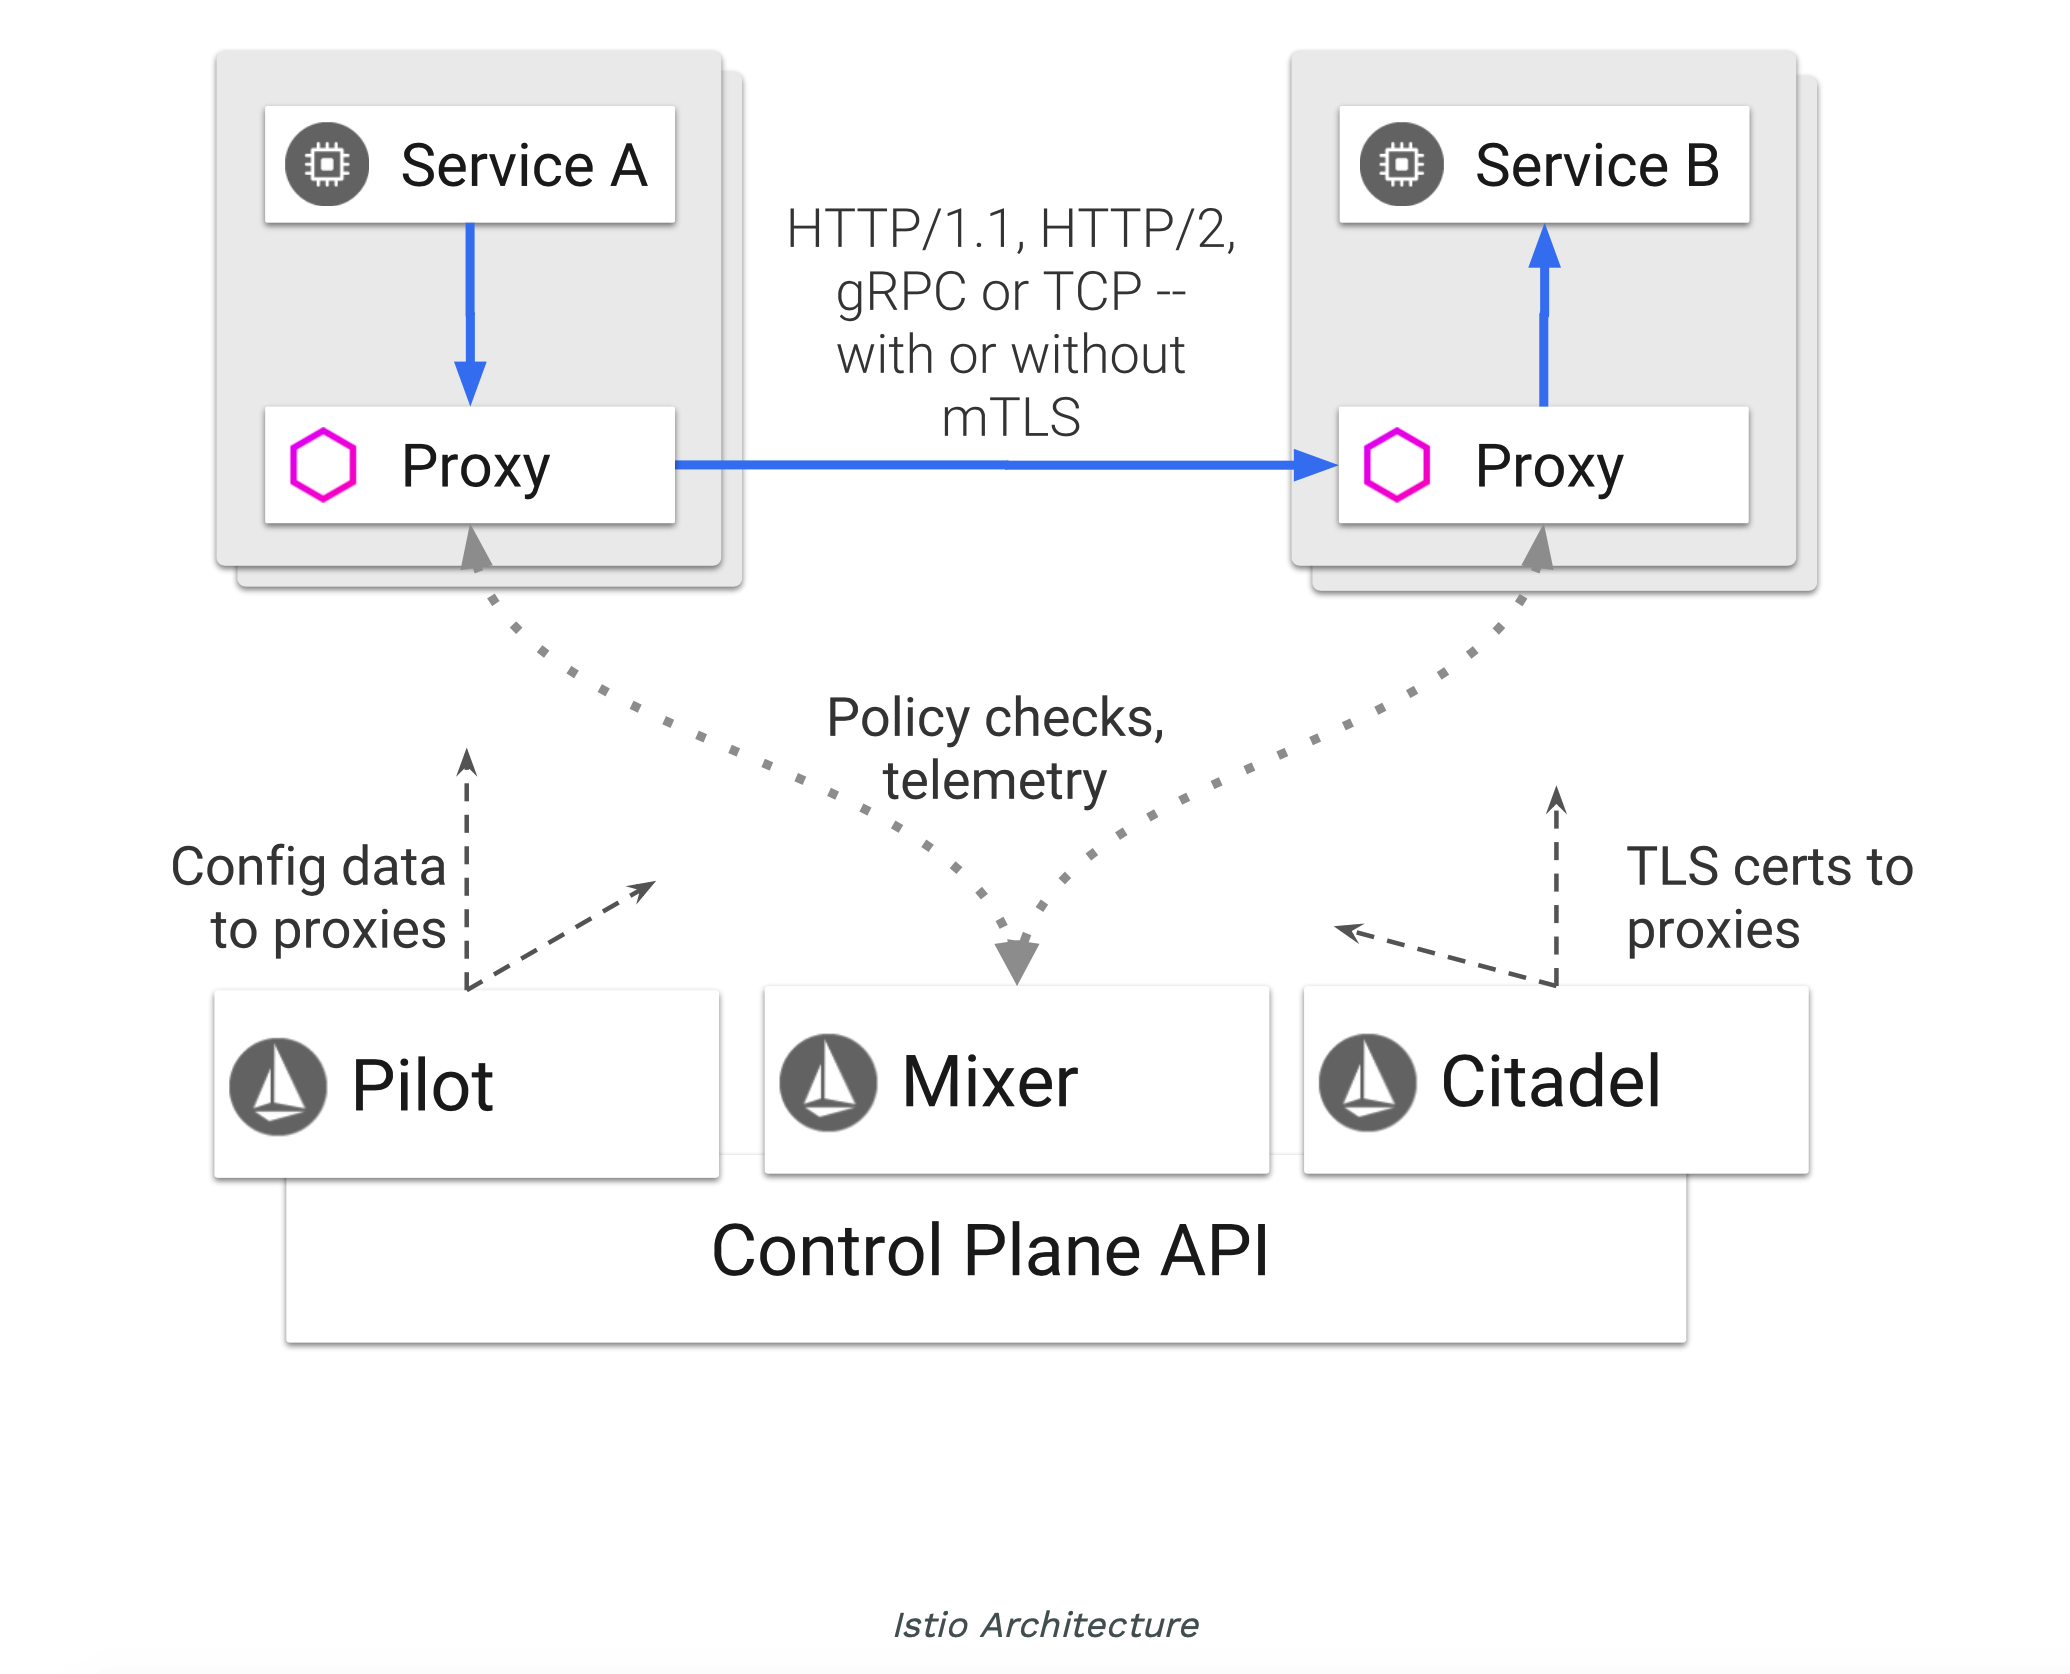 Service A
Service B
HTTP/1.1, HTTP/2,
gRPC or TCP --
with or without
mTLS
Proxy
Proxy
Policy checks,
telemetry
Config data
to proxies
TLS certs to
proxies
Pilot
Mixer
Citadel
Control Plane API
Istio Architecture